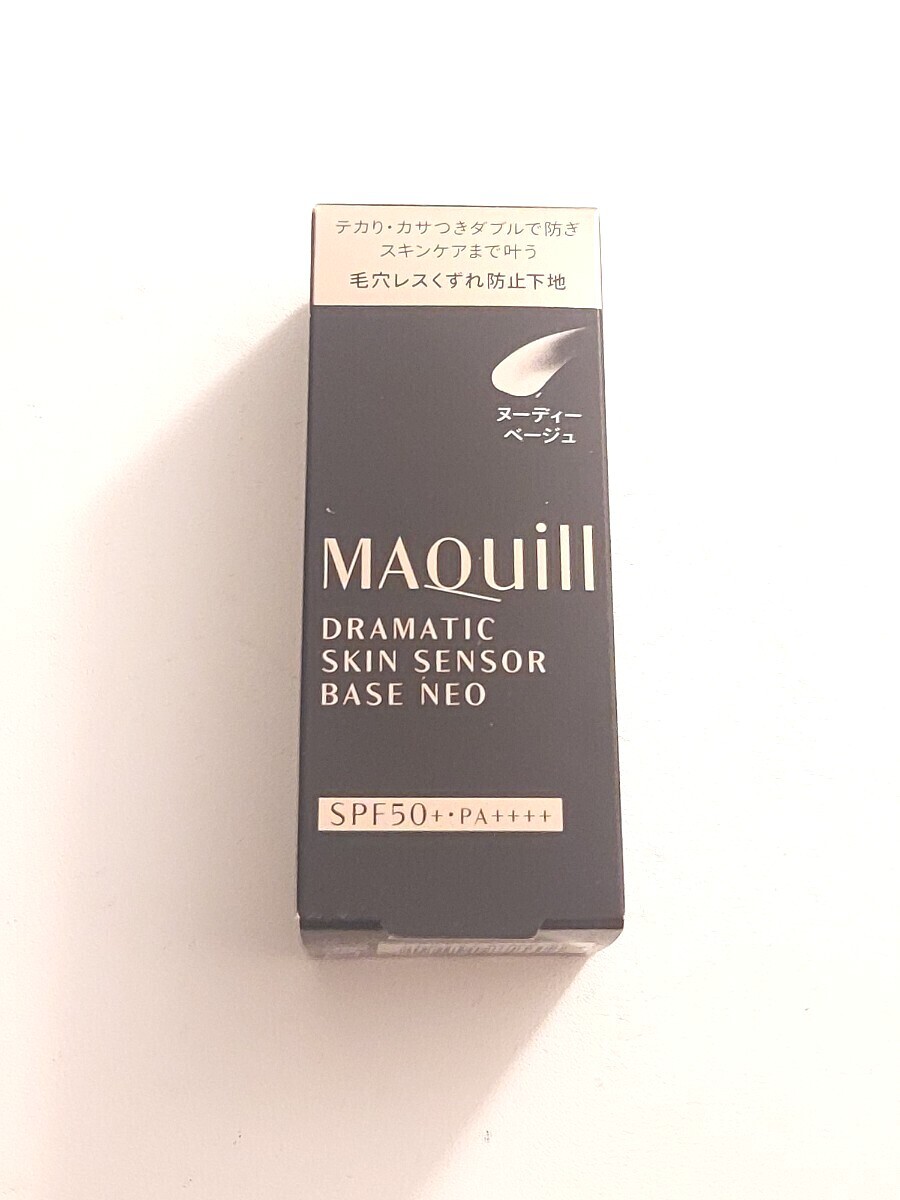 テカリ・カサつきダブルで防ぎ
スキンケアまで叶う
毛穴レスくずれ防止下地
ヌーディー
ベージュ
MAQuill
DRAMATIC
SKIN SENSOR
BASE NEO
SPF50+・PA++++